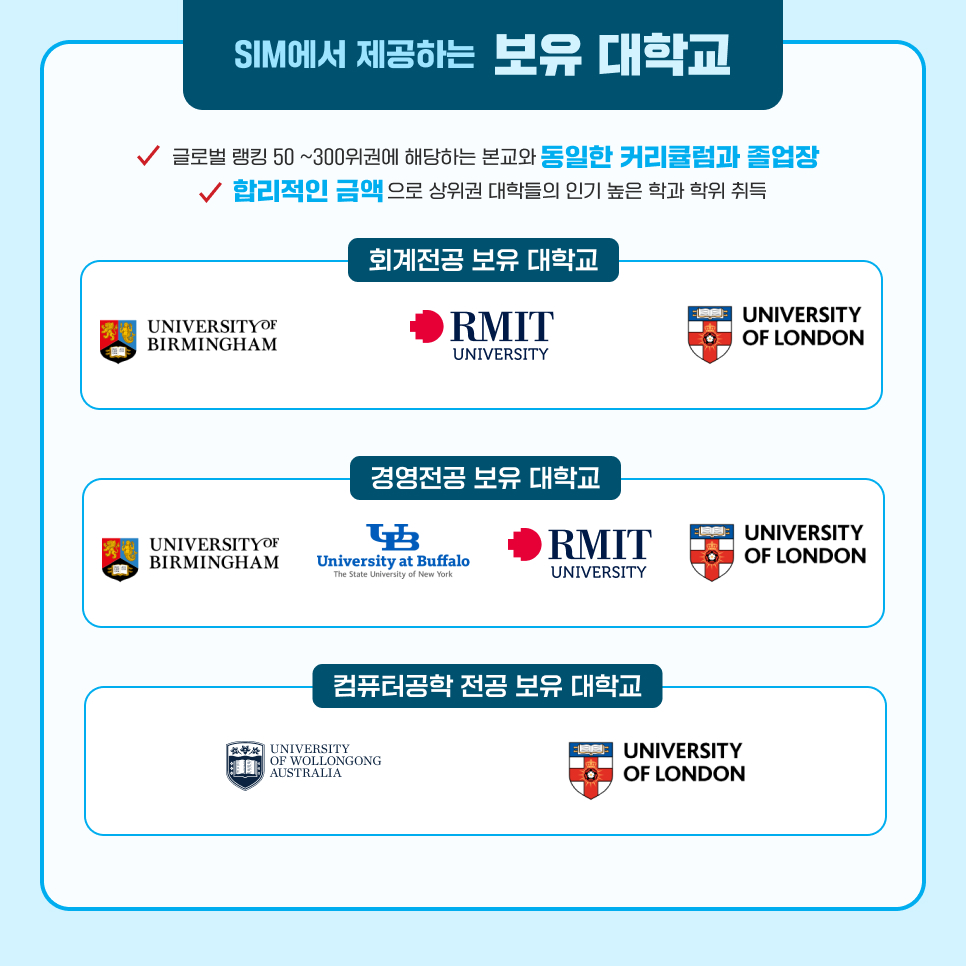 SIM에서 제공하는 보유 대학교
글로벌 랭킹 50 ~300위권에 해당하는 본교와 동일한 커리큘럼과 졸업장
합리적인 금액으로 상위권 대학들의 인기 높은 학과 학위 취득
회계전공 보유 대학교
UNIVERSITY OF
BIRMINGHAM
RMIT
UNIVERSITY
UNIVERSITY
OF LONDON
경영전공 보유 대학교
UNIVERSITY OF
BIRMINGHAM
UB
University at Buffalo
The State University of New York
RMIT
UNIVERSITY
UNIVERSITY
OF LONDON
컴퓨터공학 전공 보유 대학교
UNIVERSITY
OF WOLLONGONG
AUSTRALIA
UNIVERSITY
OF LONDON